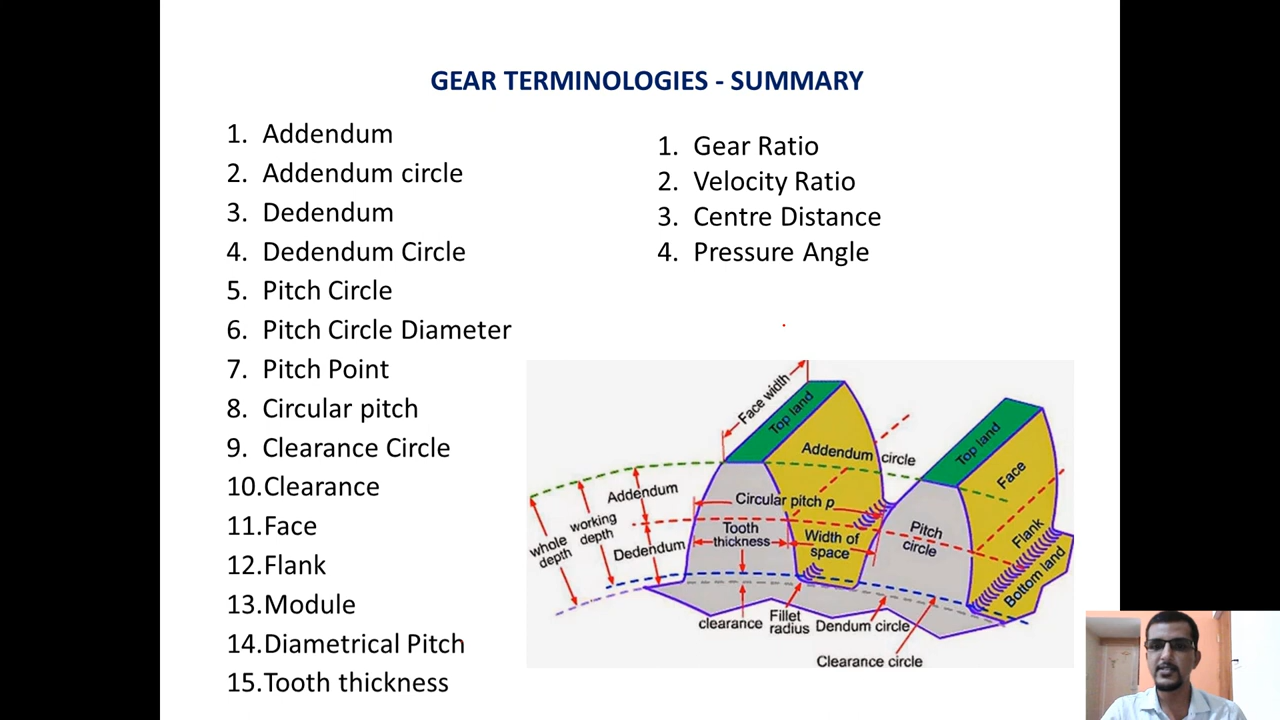 GEAR TERMINOLOGIES - SUMMARY
1. Addendum
2. Addendum circle
3. Dedendum
4. Dedendum Circle
5. Pitch Circle
6. Pitch Circle Diameter
7. Pitch Point
8. Circular pitch
9. Clearance Circle
10.Clearance
11.Face
12.Flank
13.Module
14.Diametrical Pitch
15.Tooth thickness
1. Gear Ratio
2. Velocity Ratio
3. Centre Distance
4. Pressure Angle
Face width
Top land
Top land
Addendum circle
Face
Addendum
Circular pitch p
working
depth
whole
depth
Dedendum
Tooth
thickness
Width of
space
Pitch
circle
Flank
Bottom land
clearance
Fillet
radius
Dendum circle
Clearance circle